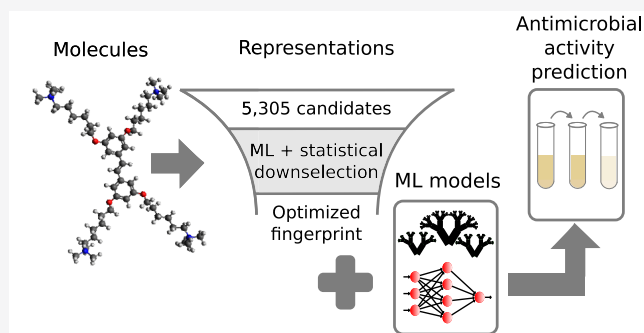 Molecules
Representations
5,305 candidates
ML + statistical
downselection
Optimized
fingerprint
ML models
Antimicrobial
activity
prediction